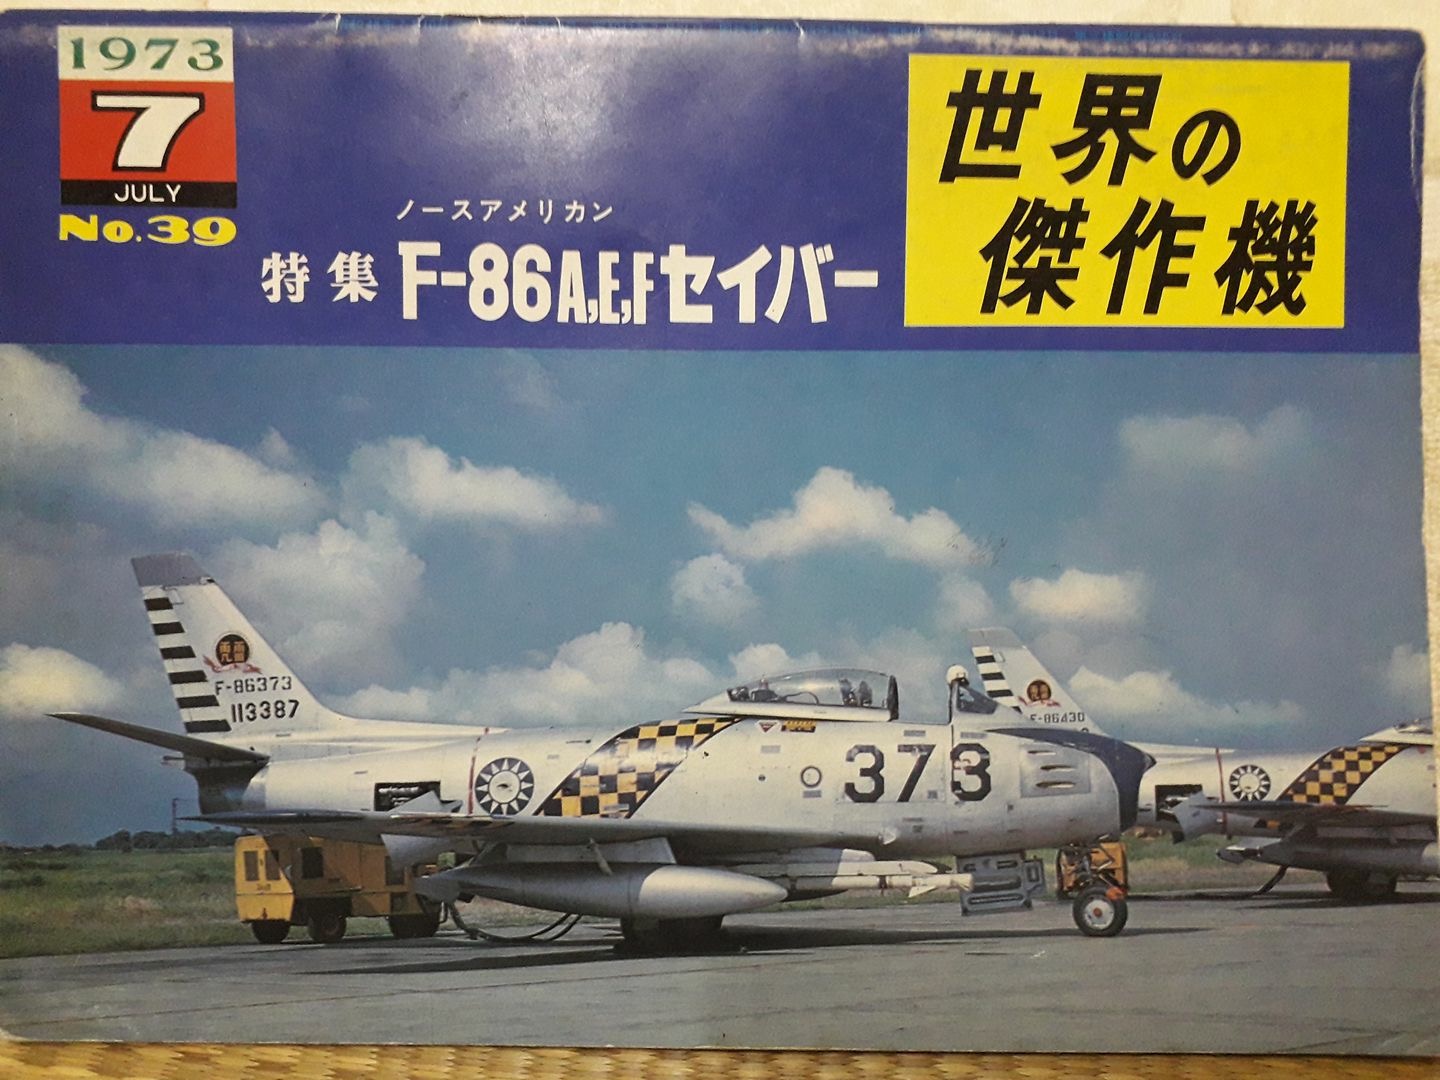 1973
7
JULY
No.39
世界の
傑作機
ノースアメリカン
特集 F-86A,E,Fセイバー
F-86373
113387
373
F-86430